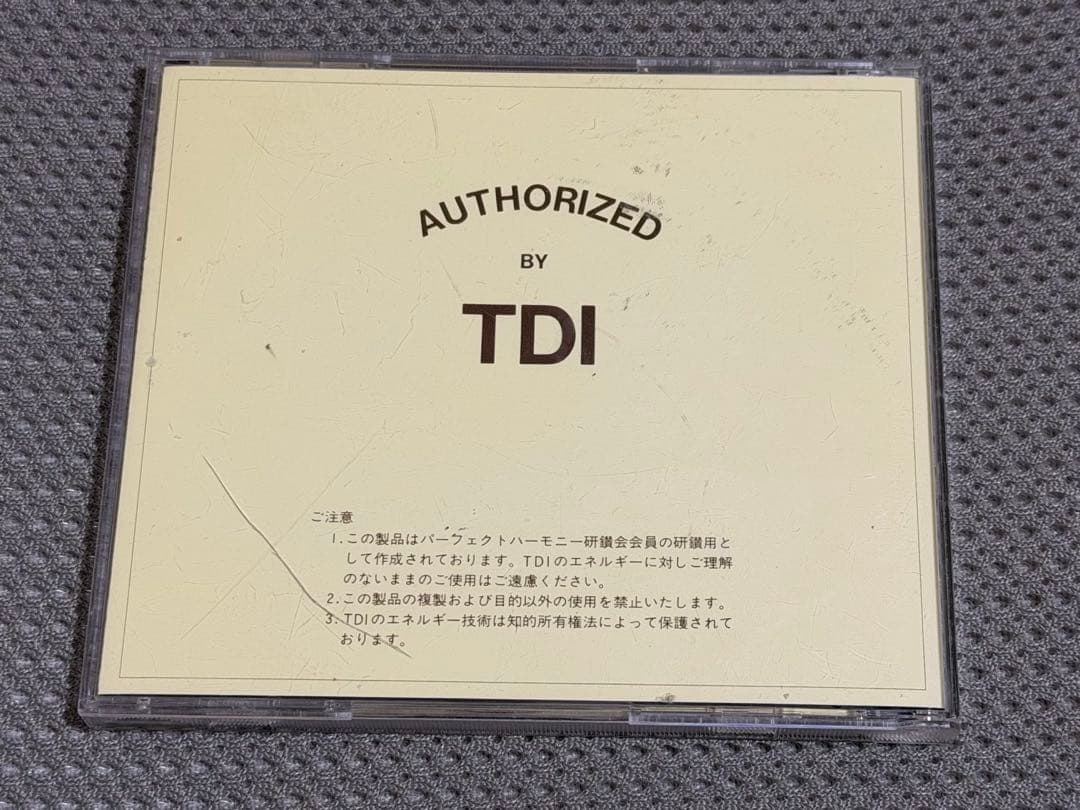 AUTHORIZED
BY
TDI
ご注意
1.この製品はパーフェクトハーモニー研鑽会会員の研鑽用と
して作成されております。TDIのエネルギーに対しご理解
のないままのご使用はご遠慮ください。
2.この製品の複製および目的以外の使用を禁止いたします。
3.TDIのエネルギー技術は知的所有権法によって保護されて
おります。